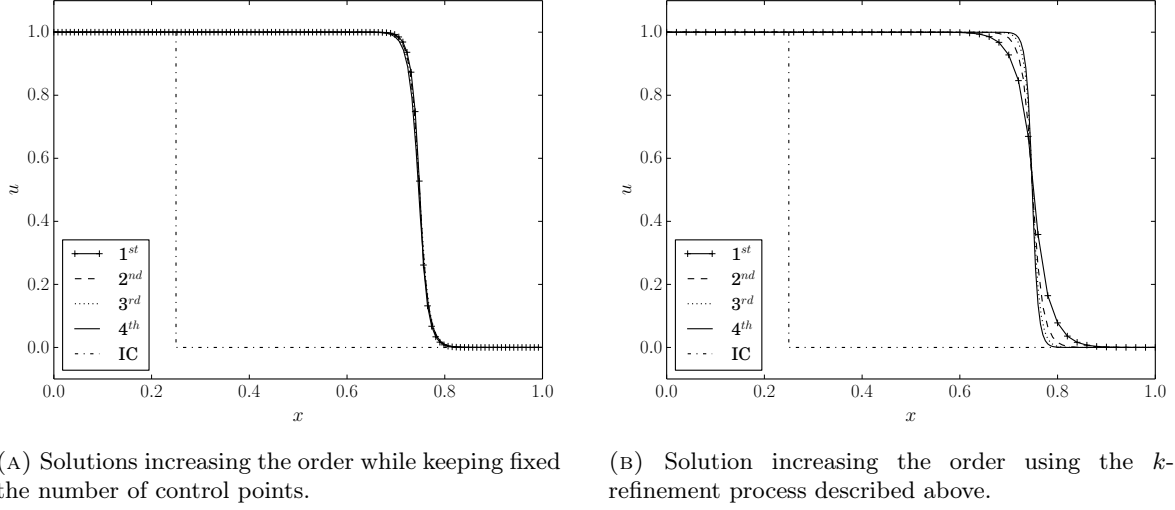 1.0
0.8
0.6
0.4
0.2
0.0
u
1st
2nd
3rd
4th
IC
0.0 0.2 0.4 0.6 0.8 1.0
x
1.0
0.8
0.6
0.4
0.2
0.0
u
1st
2nd
3rd
4th
IC
0.0 0.2 0.4 0.6 0.8 1.0
x
(A) Solutions increasing the order while keeping fixed
the number of control points.
(B) Solution increasing the order using the k-
refinement process described above.